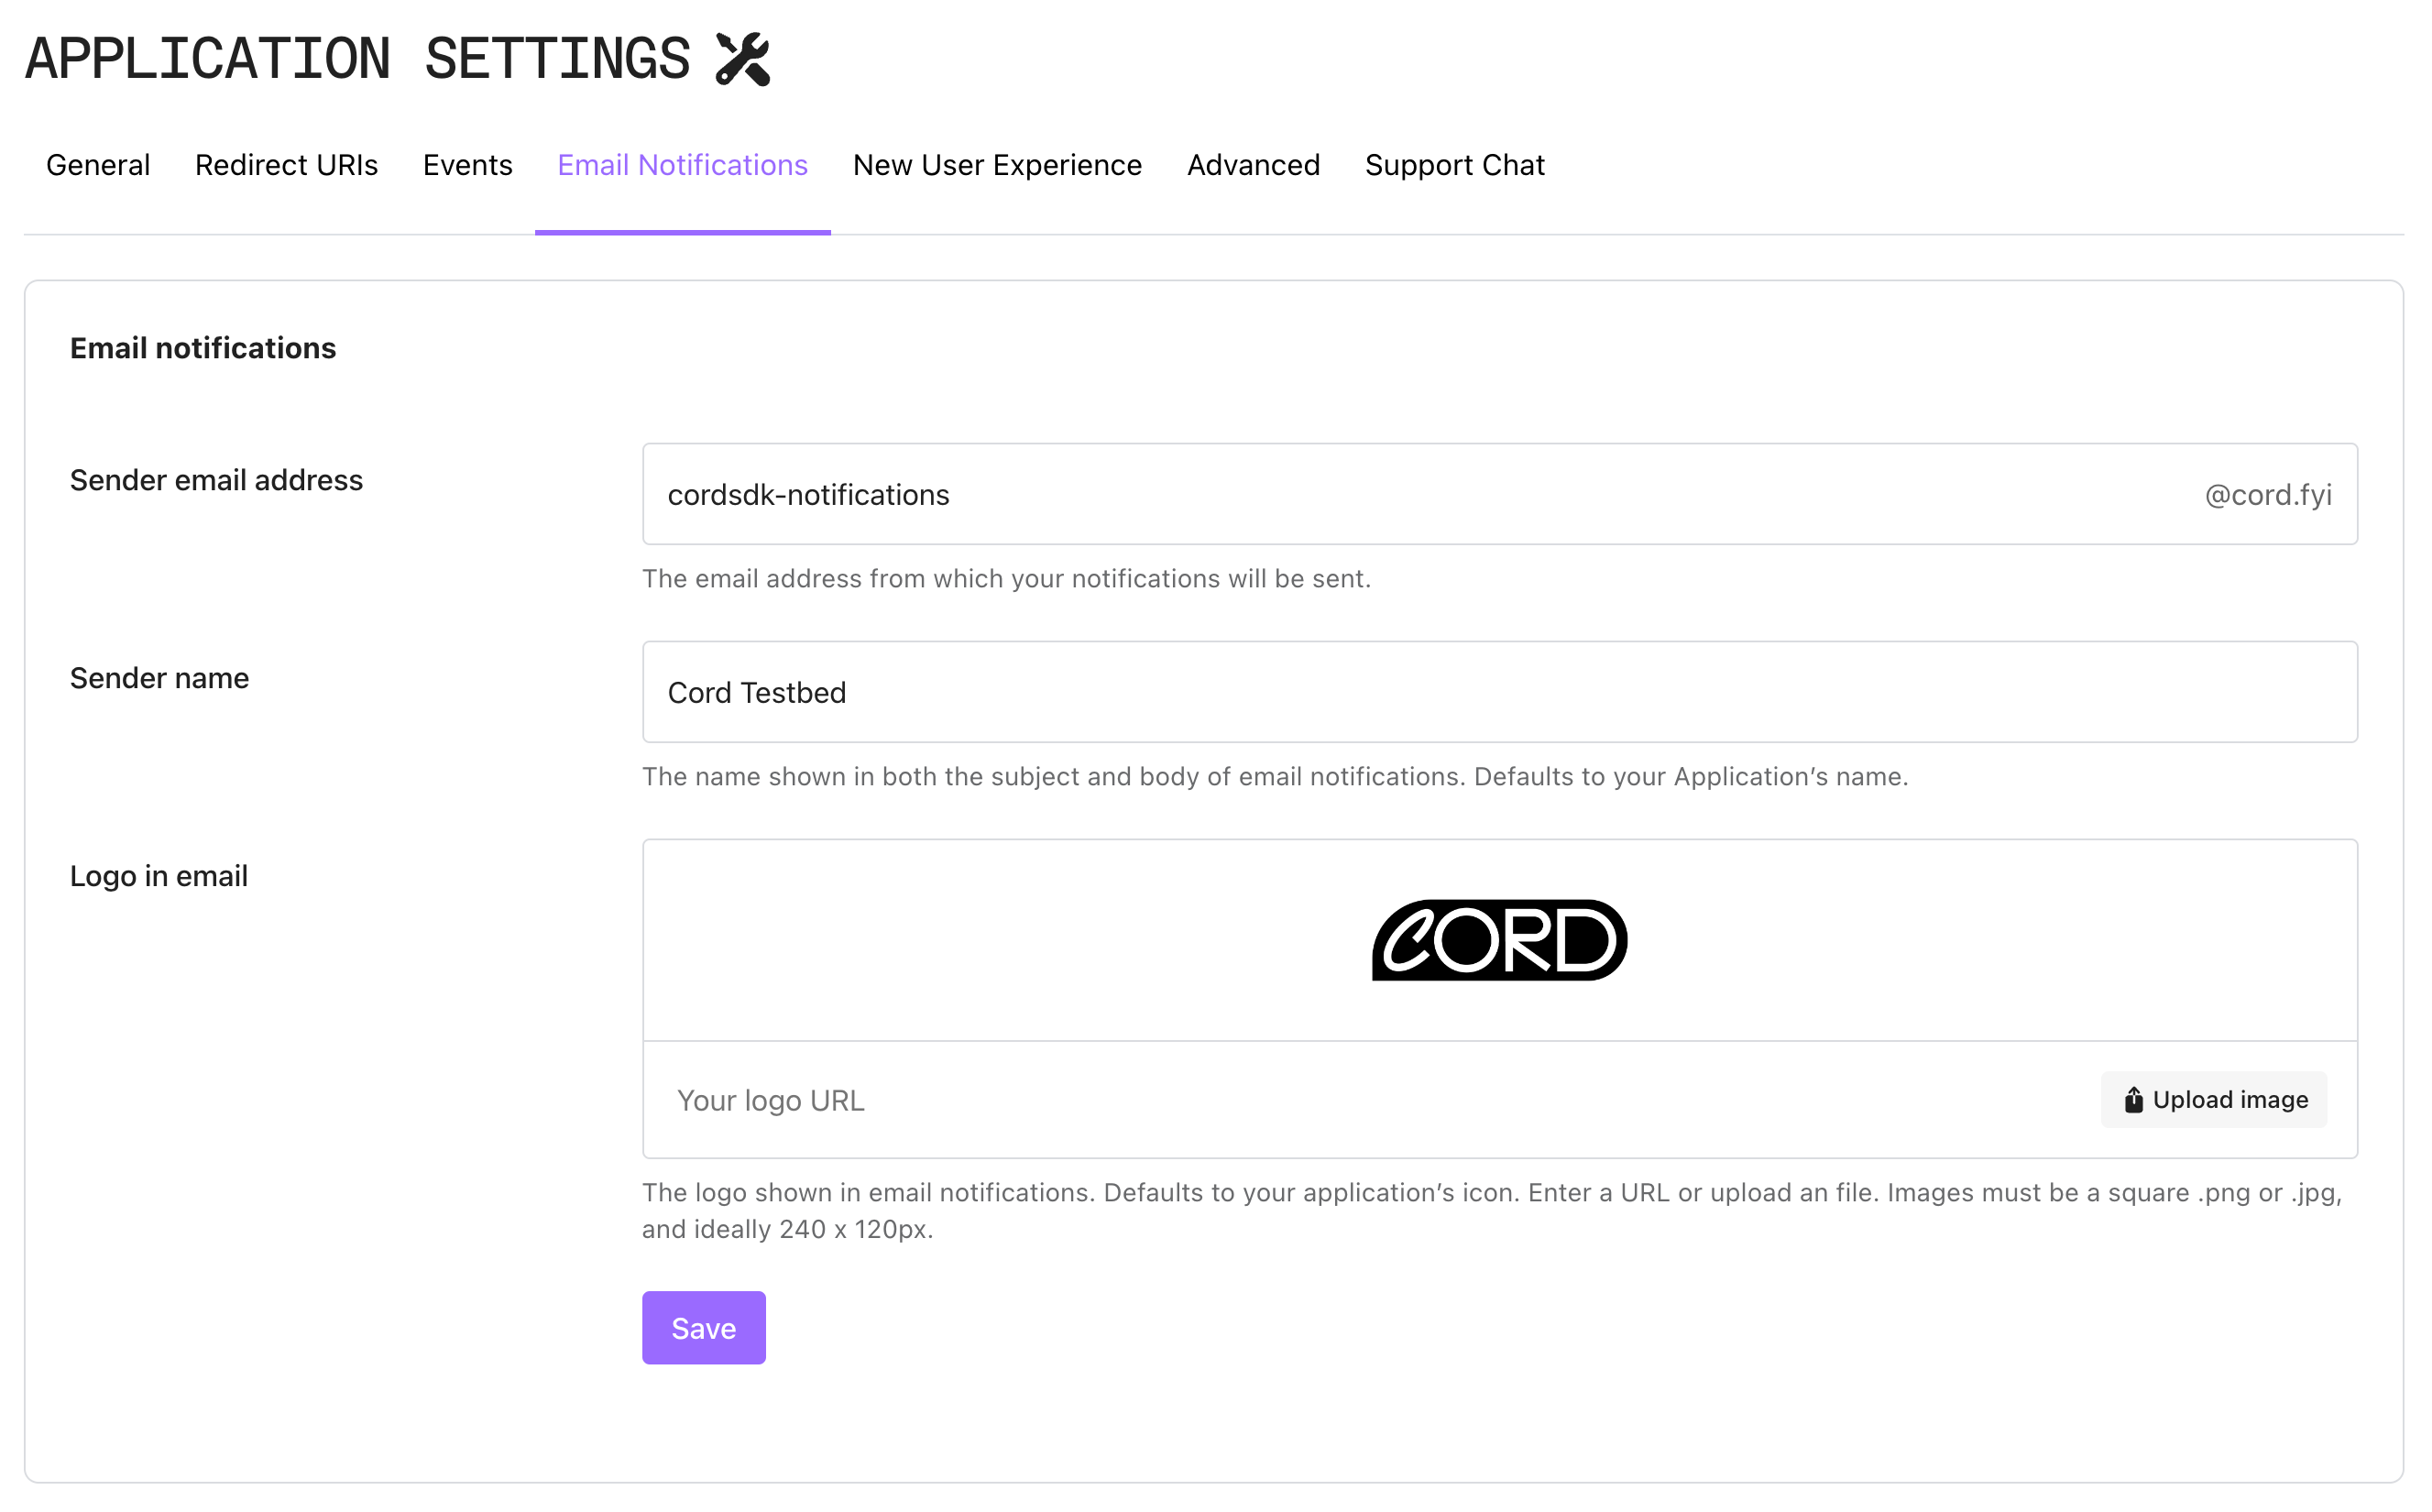 APPLICATION SETTINGS
General Redirect URIs Events Email Notifications New User Experience Advanced Support Chat
Email notifications
Sender email address
cordsdk-notifications @cord.fyi
The email address from which your notifications will be sent.
Sender name
Cord Testbed
The name shown in both the subject and body of email notifications. Defaults to your Application’s name.
Logo in email
CORD
Your logo URL Upload image
The logo shown in email notifications. Defaults to your application’s icon. Enter a URL or upload an file. Images must be a square .png or .jpg,
and ideally 240 x 120px.
Save